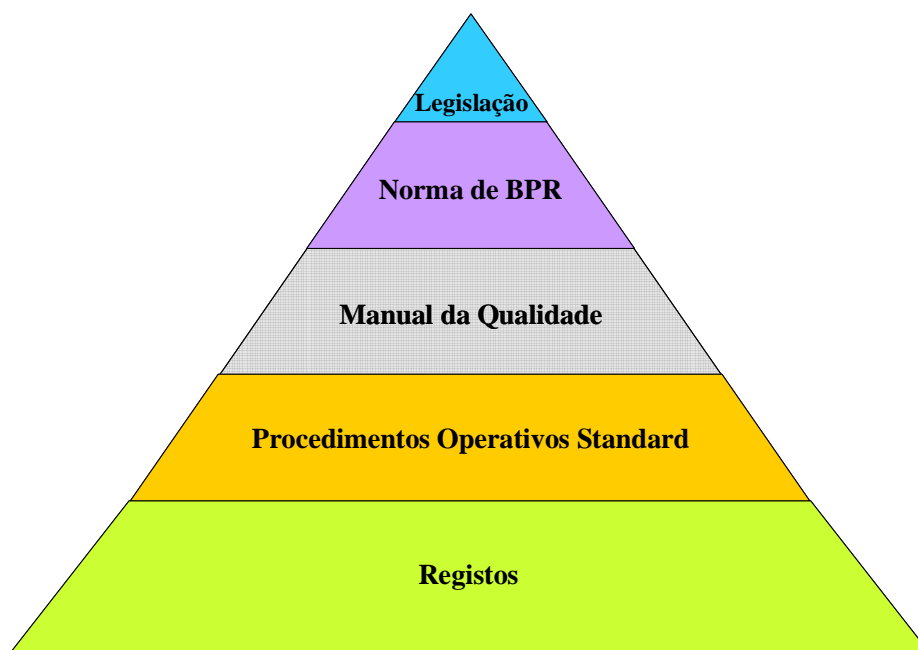 Legislação
Norma de BPR
Manual da Qualidade
Procedimentos Operativos Standard
Registos